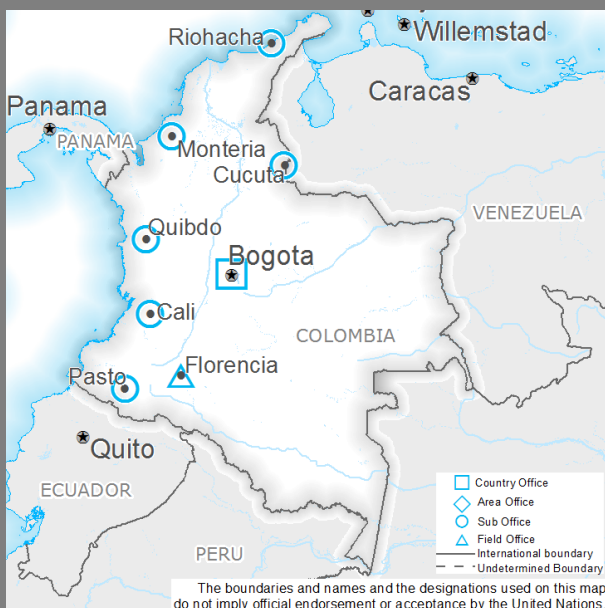 Riohacha
Willemstad
Caracas
Panama
PANAMA
Monteria
Cucuta
VENEZUELA
Quibdo
Bogota
Cali
COLOMBIA
Florencia
Pasto
Quito
ECUADOR
PERU
Country Office
Area Office
Sub Office
Field Office
International boundary
Undetermined Boundary
The boundaries and names and the designations used on this map
do not imply official endorsement or acceptance by the United Nations